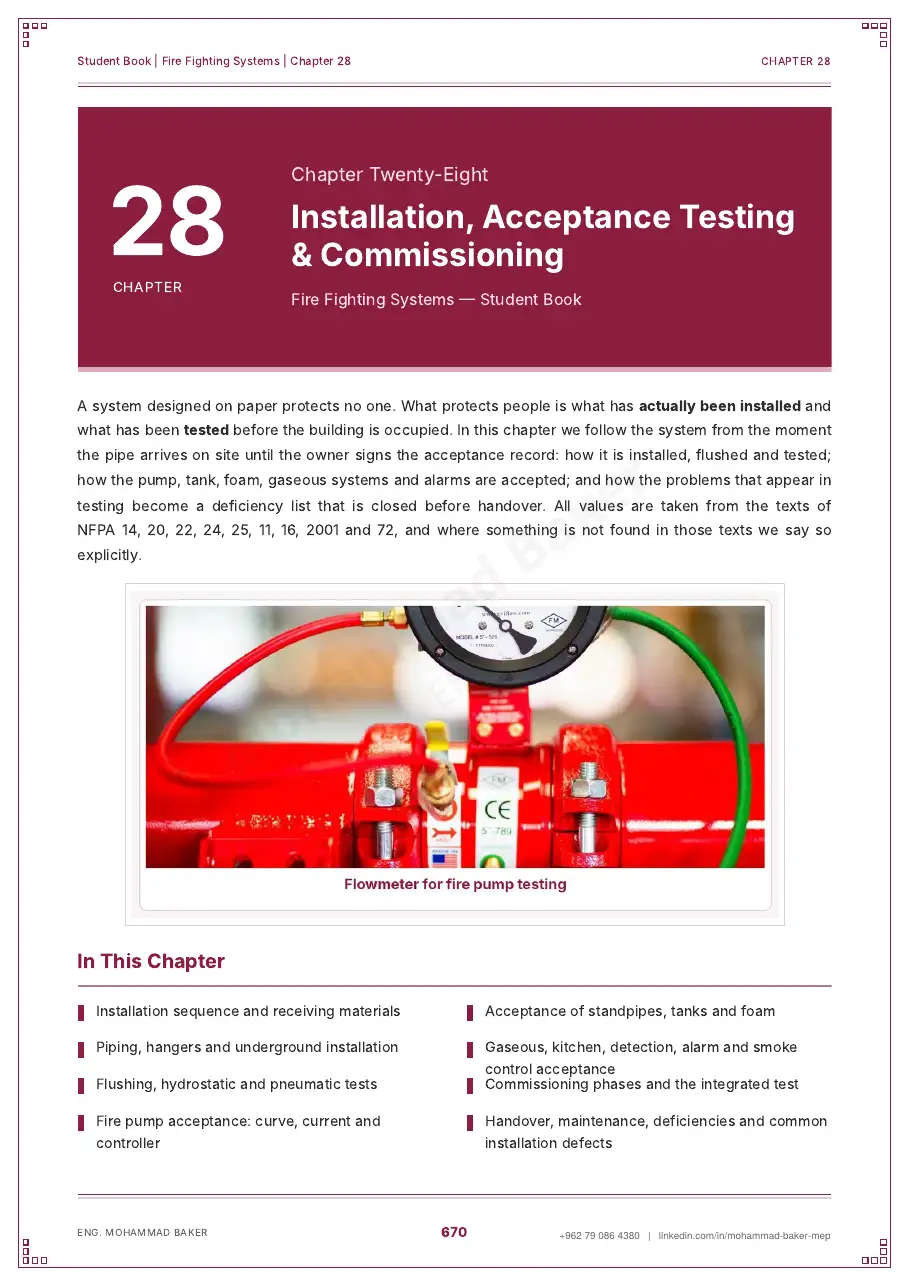 Student Book | Fire Fighting Systems | Chapter 28
CHAPTER 28
28
CHAPTER
Chapter Twenty-Eight
Installation, Acceptance Testing
& Commissioning
Fire Fighting Systems — Student Book
A system designed on paper protects no one. What protects people is what has actually been installed and
what has been tested before the building is occupied. In this chapter we follow the system from the moment
the pipe arrives on site until the owner signs the acceptance record: how it is installed, flushed and tested;
how the pump, tank, foam, gaseous systems and alarms are accepted; and how the problems that appear in
testing become a deficiency list that is closed before handover. All values are taken from the texts of
NFPA 14, 20, 22, 24, 25, 11, 16, 2001 and 72, and where something is not found in those texts we say so
explicitly.
FM
MODEL # 5" - 500
FM
CE
5"-789
Flowmeter for fire pump testing
In This Chapter
Installation sequence and receiving materials
Piping, hangers and underground installation
Flushing, hydrostatic and pneumatic tests
Fire pump acceptance: curve, current and
controller
Acceptance of standpipes, tanks and foam
Gaseous, kitchen, detection, alarm and smoke
control acceptance
Commissioning phases and the integrated test
Handover, maintenance, deficiencies and common
installation defects
ENG. MOHAMMAD BAKER
670
+962 79 086 4380 | linkedin.com/in/mohammad-baker-mep